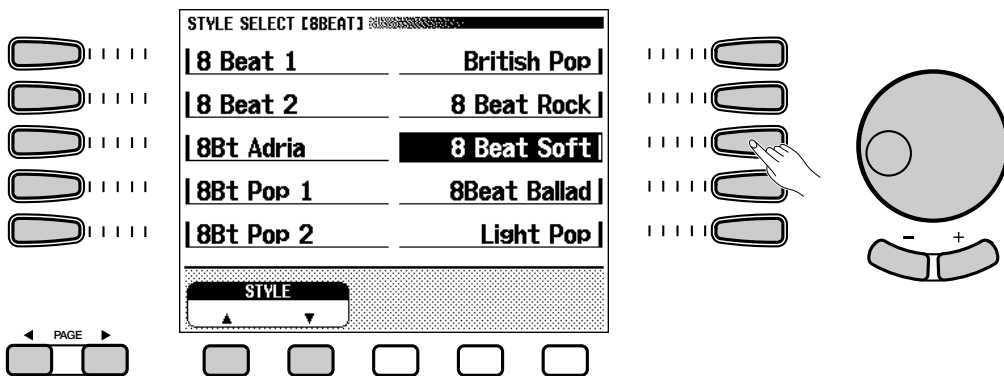 STYLE SELECT [8BEAT]
8 Beat 1
British Pop
8 Beat 2
8 Beat Rock
8Bt Adria
8 Beat Soft
8Bt Pop 1
8Beat Ballad
8Bt Pop 2
Light Pop
STYLE
▲ ▼
◀ PAGE ▶
− +